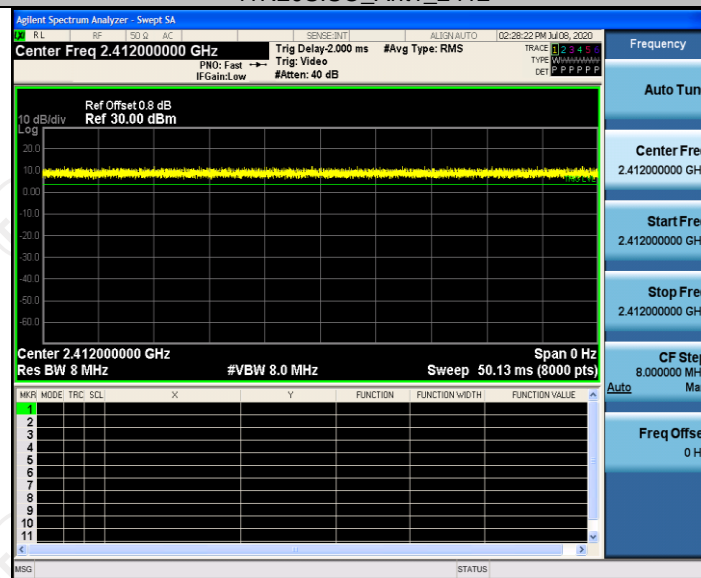 Agilent Spectrum Analyzer - Swept SA
RL RF 50 Ω AC SENSE:INT ALIGNAUTO 02:28:22 PM Jul 08, 2020
Center Freq 2.412000000 GHz
PNO: Fast
IFGain:Low
Trig Delay-2.000 ms
Trig: Video
#Atten: 40 dB
#Avg Type: RMS
TRACE 1 2 3 4 5 6
TYPE
DET P P P P P P
Ref Offset 0.8 dB
10 dB/div Ref 30.00 dBm
Log
20.0
10.0
0.00
-10.0
-20.0
-30.0
-40.0
-50.0
-60.0
Center 2.412000000 GHz Span 0 Hz
Res BW 8 MHz #VBW 8.0 MHz Sweep 50.13 ms (8000 pts)
MKR MODE TRC SCL X Y FUNCTION FUNCTION WIDTH FUNCTION VALUE
1
2
3
4
5
6
7
8
9
10
11
MSG STATUS
Frequency
Auto Tun
Center Fre
2.412000000 GH
Start Fre
2.412000000 GH
Stop Fre
2.412000000 GH
CF Step
8.000000 MH
Auto Ma
Freq Offse
0 H